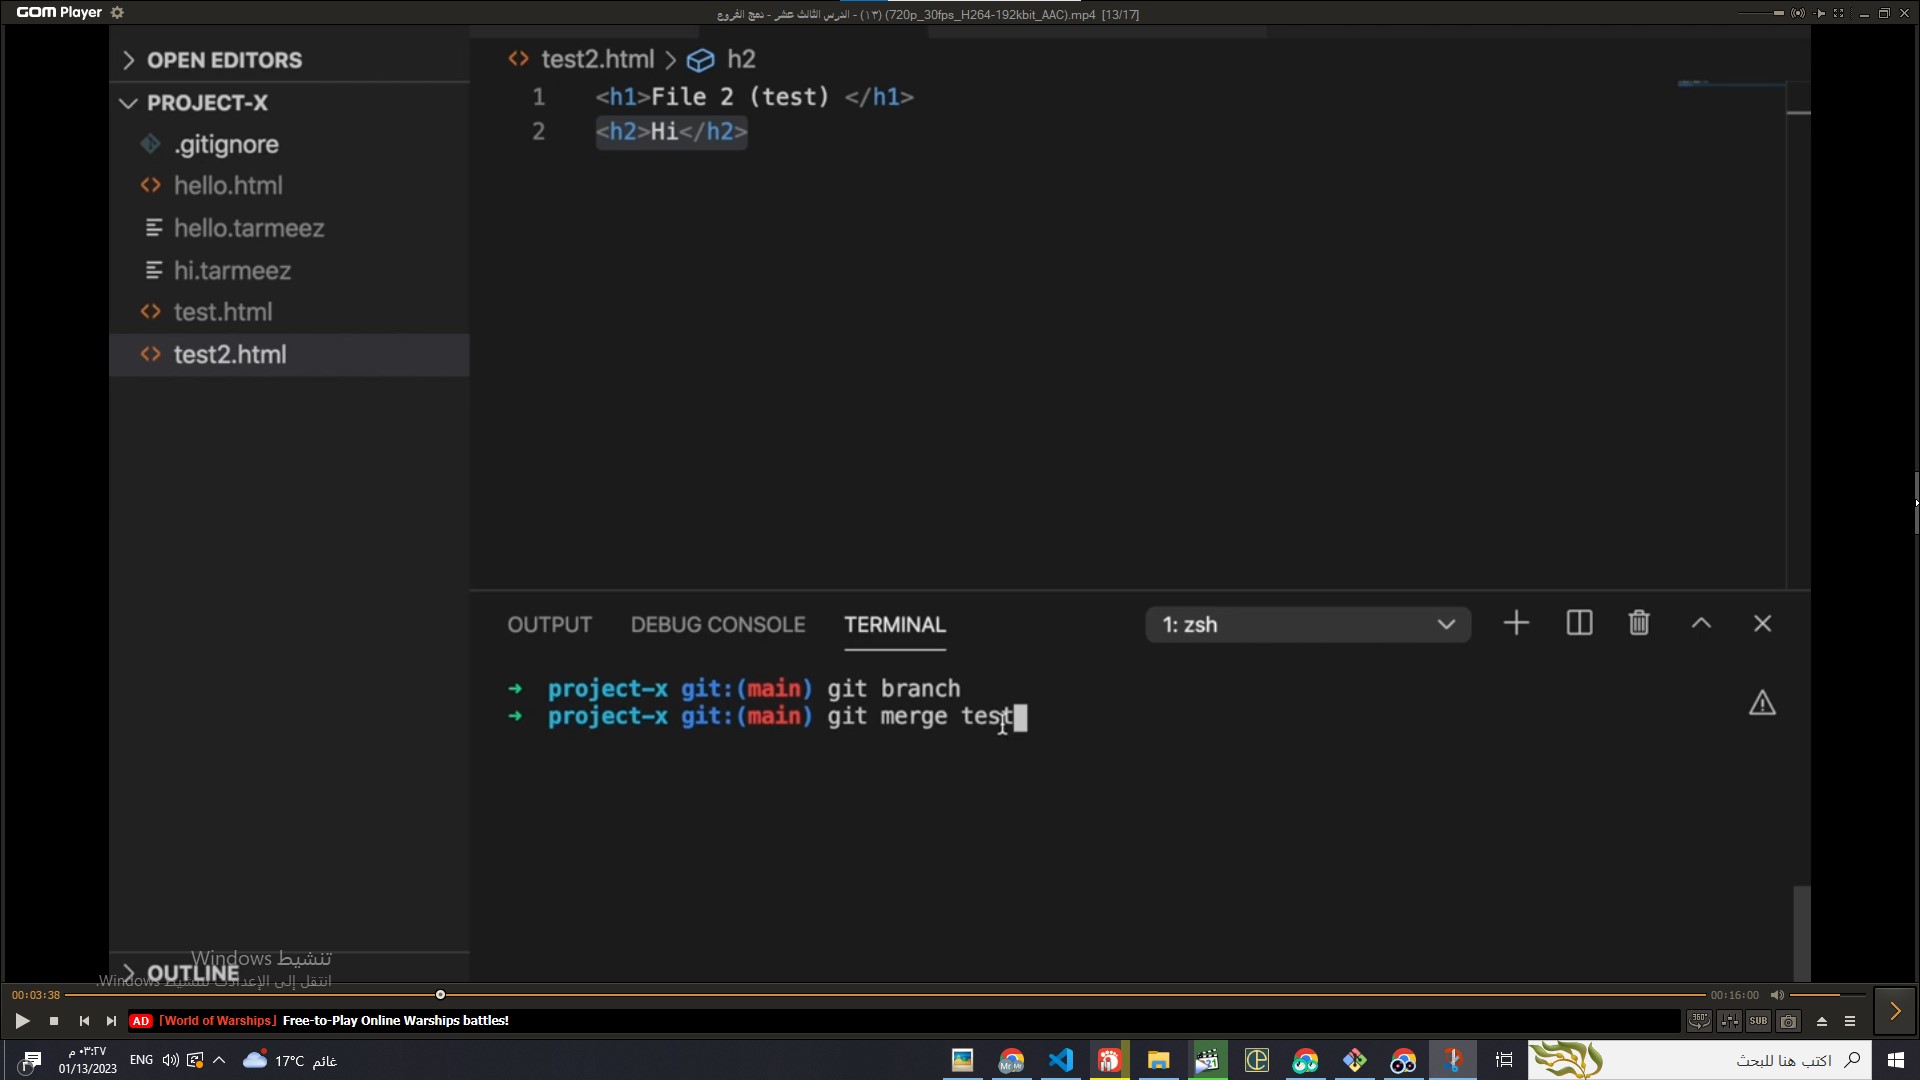 GOM Player
الدرس الثالث عشر - دمج الفروع - (١٣) (720p_30fps_H264-192kbit_AAC).mp4 [13/17]
OPEN EDITORS
PROJECT-X
.gitignore
hello.html
hello.tarmeez
hi.tarmeez
test.html
test2.html
OUTLINE
test2.html > h2
1 <h1>File 2 (test) </h1>
2 <h2>Hi</h2>
OUTPUT DEBUG CONSOLE TERMINAL 1: zsh
➜ project-x git:(main) git branch
➜ project-x git:(main) git merge test
تنشيط Windows
انتقل إلى الإعدادات لتنشيط Windows.
00:03:38 00:16:00
AD [World of Warships] Free-to-Play Online Warships battles!
360° SUB
٠٣:٢٧ م
01/13/2023
ENG
17°C غائم
اكتب هنا للبحث